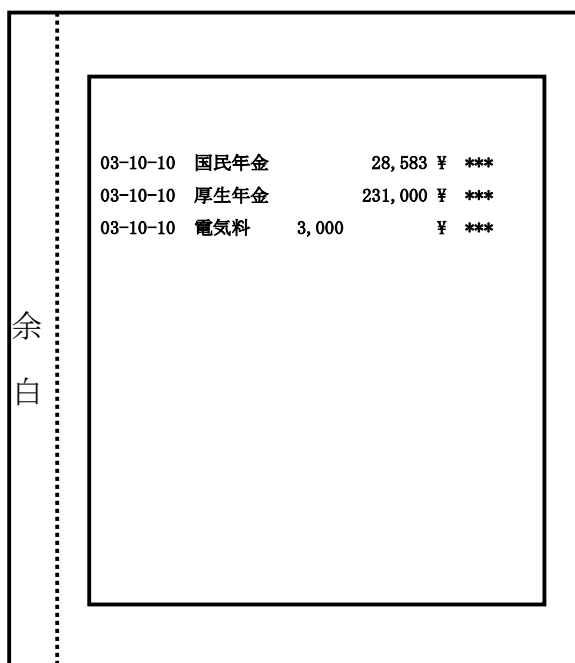 03-10-10 国民年金 28,583 ¥ ***
03-10-10 厚生年金 231,000 ¥ ***
03-10-10 電気料 3,000 ¥ ***
余
白